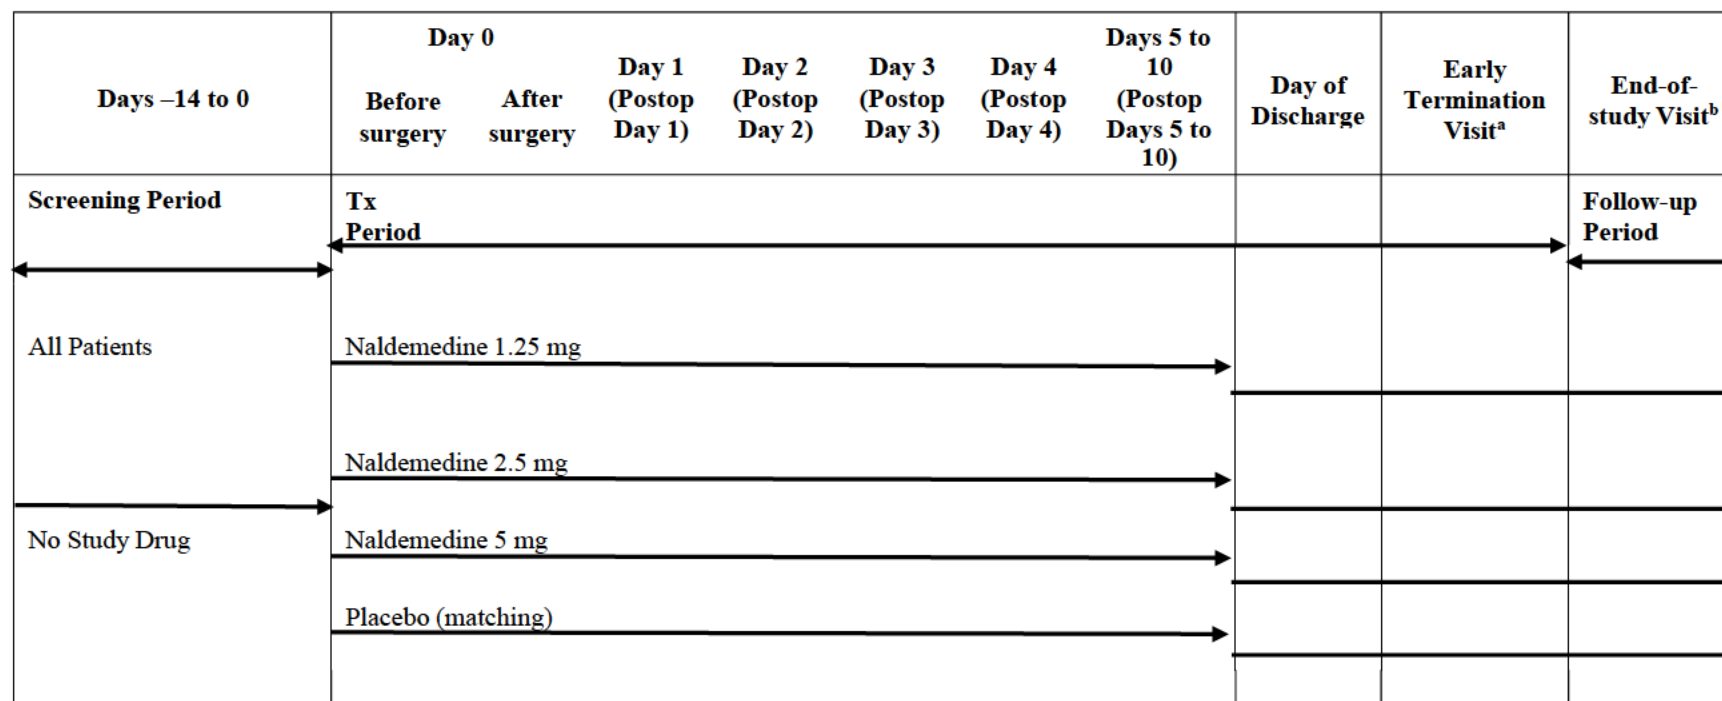 Days –14 to 0
Day 0
Before
surgery
After
surgery
Day 1
(Postop
Day 1)
Day 2
(Postop
Day 2)
Day 3
(Postop
Day 3)
Day 4
(Postop
Day 4)
Days 5 to
10
(Postop
Days 5 to
10)
Day of
Discharge
Early
Termination
Visitᵃ
End-of-
study Visitᵇ
Screening Period
Tx
Period
Follow-up
Period
All Patients
Naldemedine 1.25 mg
Naldemedine 2.5 mg
No Study Drug
Naldemedine 5 mg
Placebo (matching)